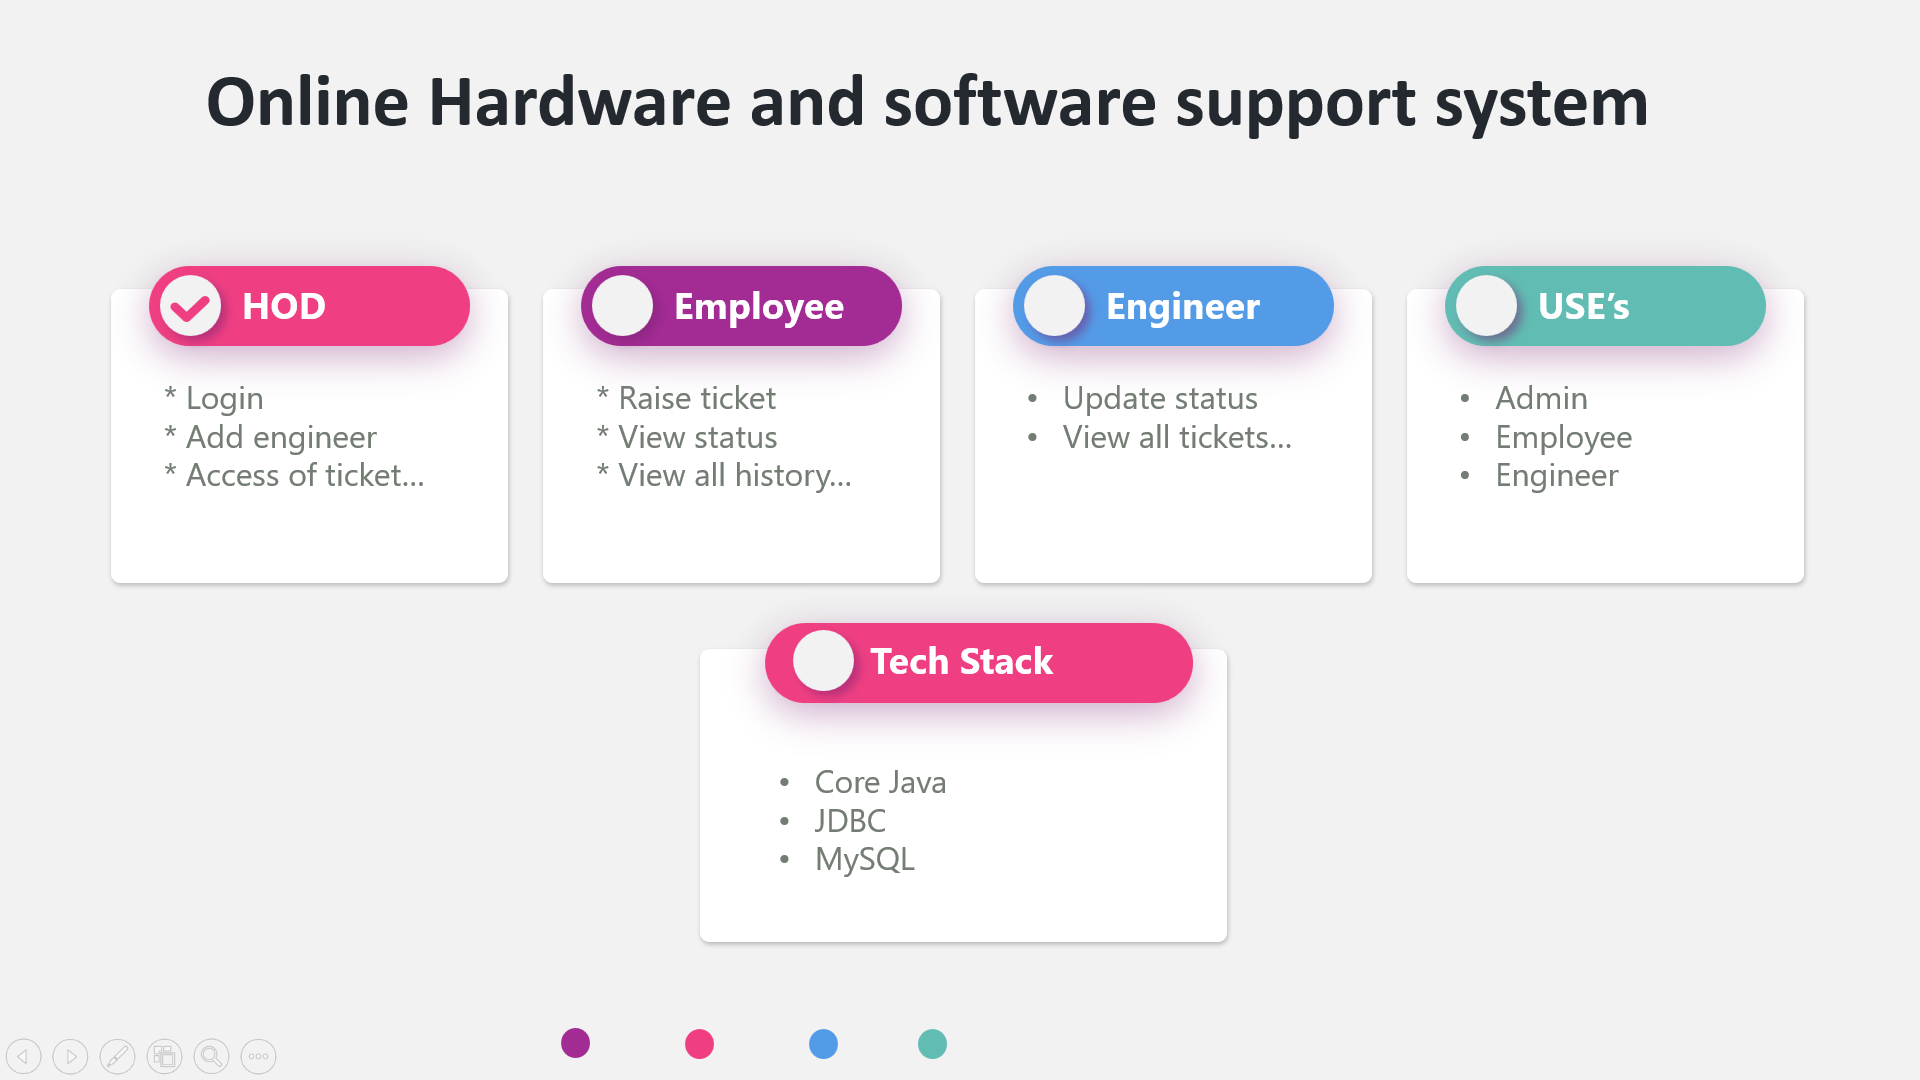 Online Hardware and software support system
HOD
* Login
* Add engineer
* Access of ticket...
Employee
* Raise ticket
* View status
* View all history...
Engineer
• Update status
• View all tickets...
USE's
• Admin
• Employee
• Engineer
Tech Stack
• Core Java
• JDBC
• MySQL